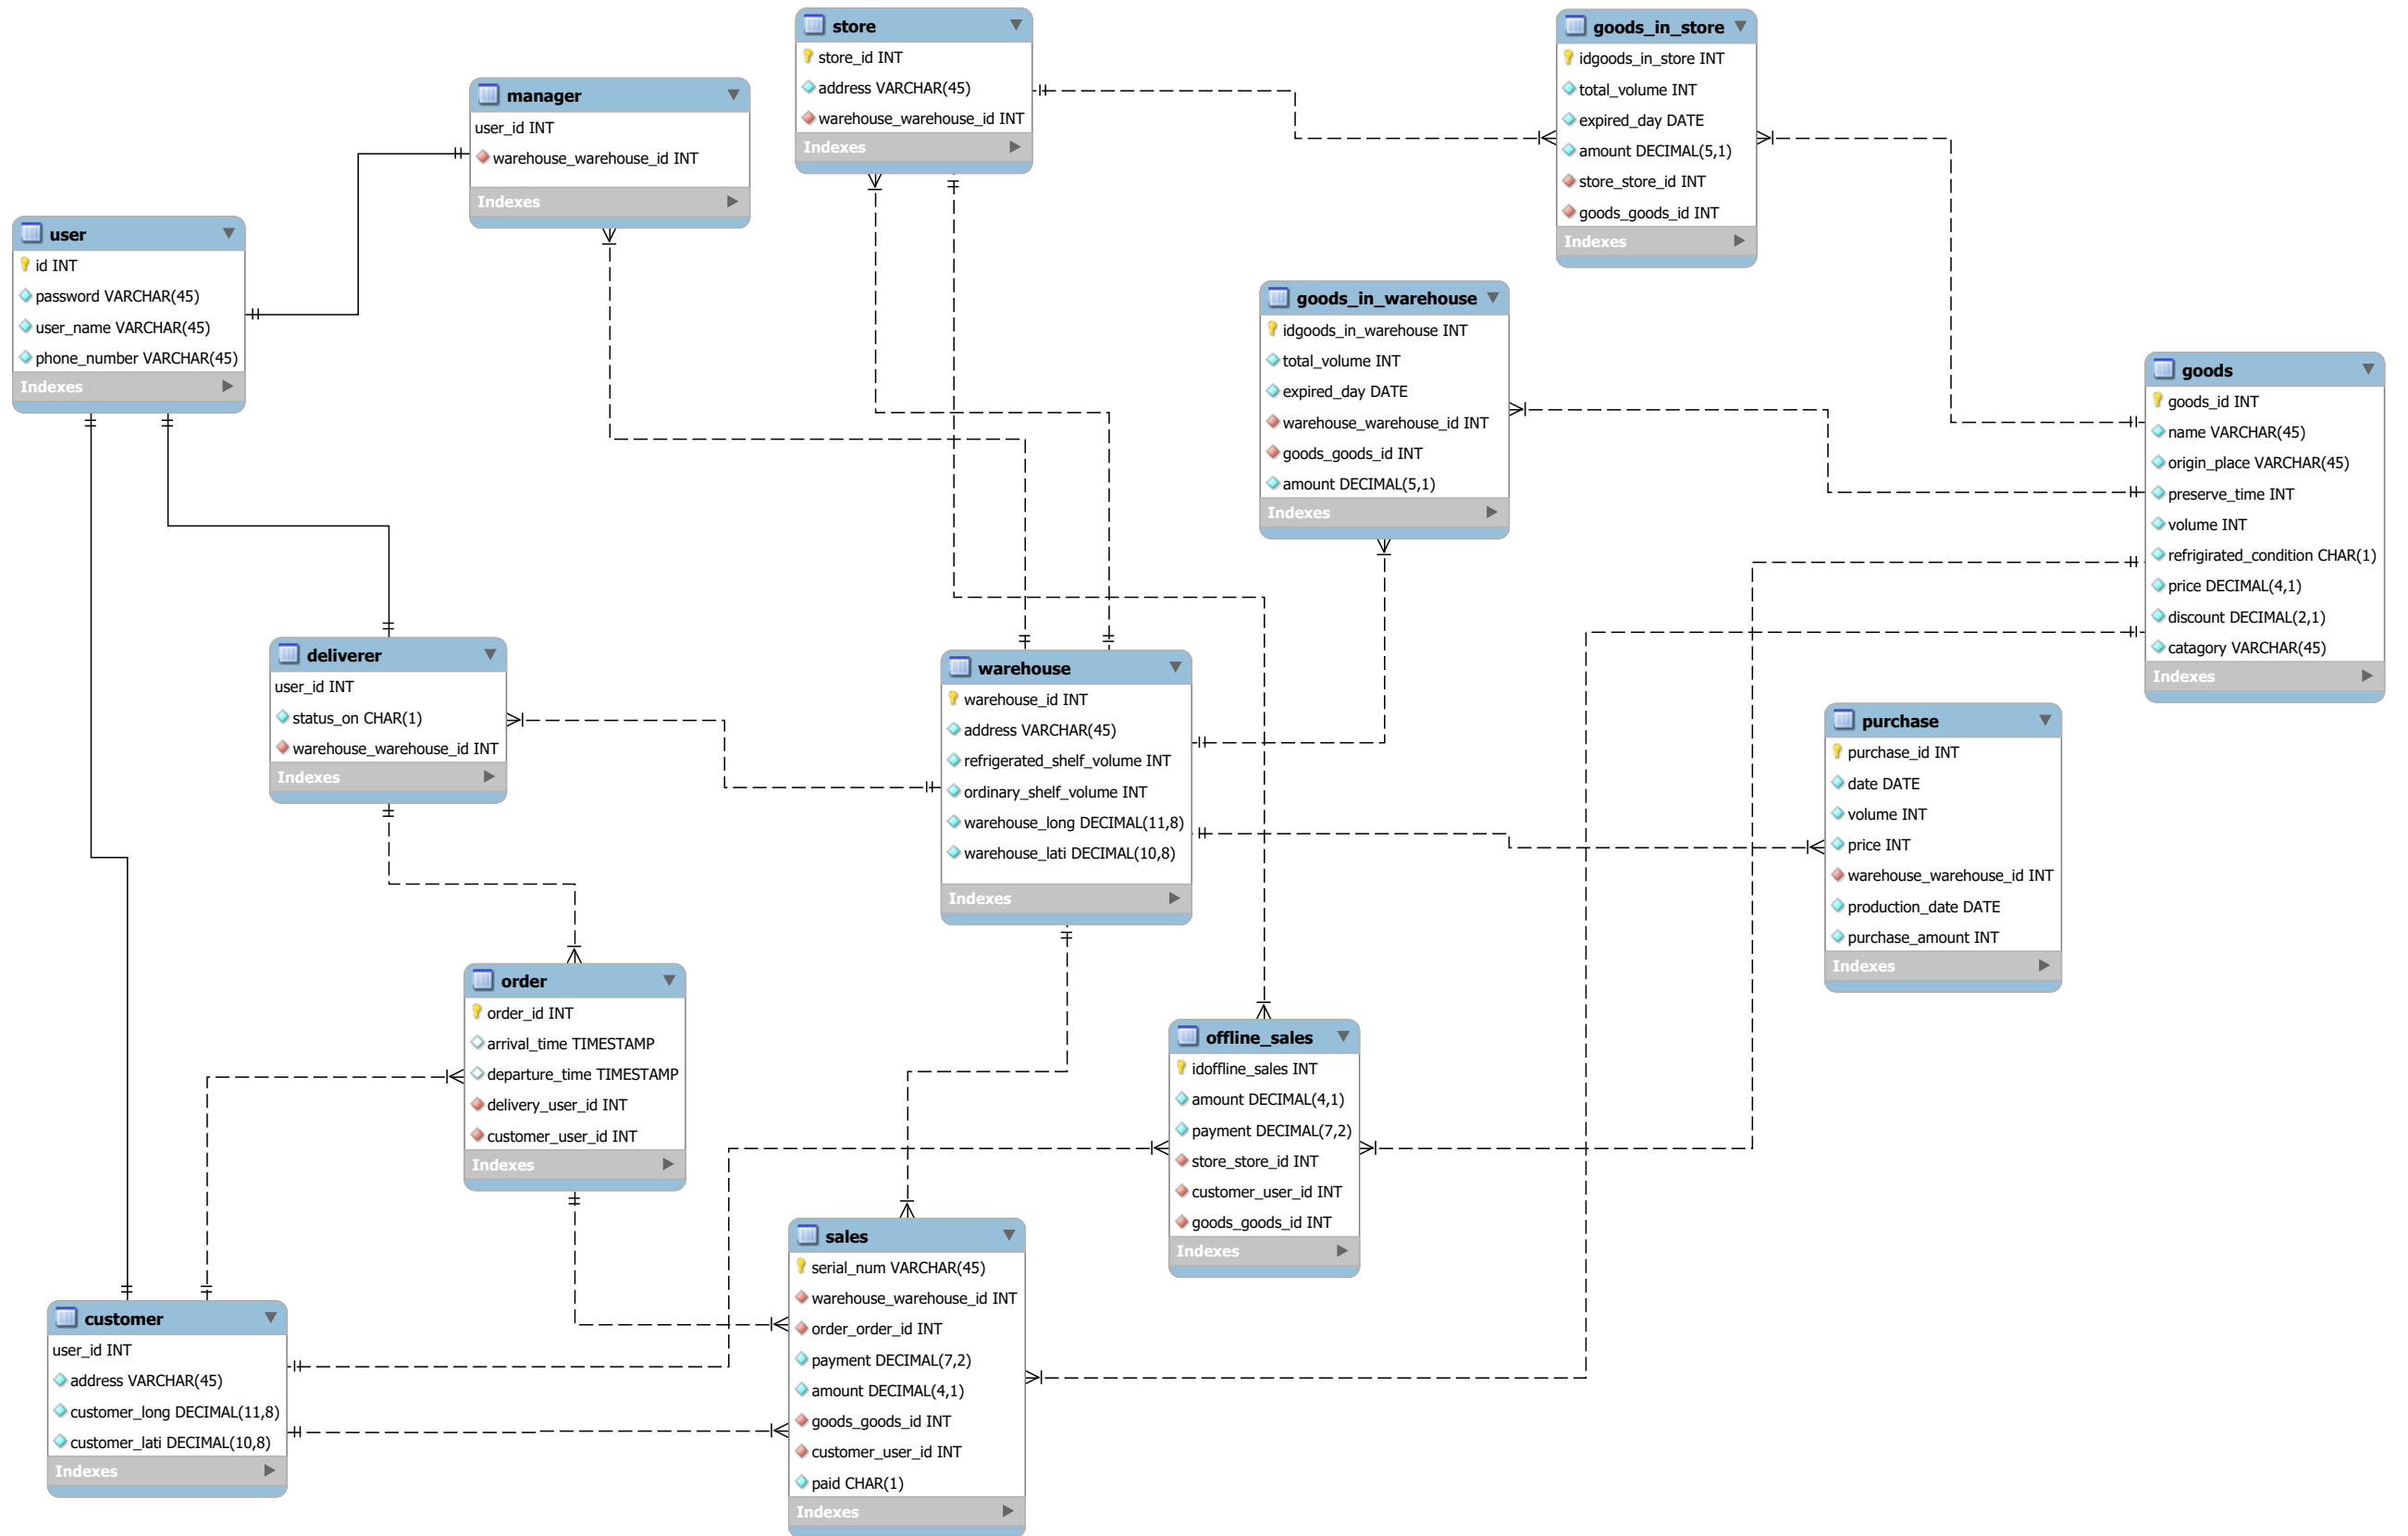 store
store_id INT
address VARCHAR(45)
warehouse_warehouse_id INT
Indexes
goods_in_store
idgoods_in_store INT
total_volume INT
expired_day DATE
amount DECIMAL(5,1)
store_store_id INT
goods_goods_id INT
Indexes
manager
user_id INT
warehouse_warehouse_id INT
Indexes
user
id INT
password VARCHAR(45)
user_name VARCHAR(45)
phone_number VARCHAR(45)
Indexes
goods_in_warehouse
idgoods_in_warehouse INT
total_volume INT
expired_day DATE
warehouse_warehouse_id INT
goods_goods_id INT
amount DECIMAL(5,1)
Indexes
goods
goods_id INT
name VARCHAR(45)
origin_place VARCHAR(45)
preserve_time INT
volume INT
refrigirated_condition CHAR(1)
price DECIMAL(4,1)
discount DECIMAL(2,1)
catagory VARCHAR(45)
Indexes
deliverer
user_id INT
status_on CHAR(1)
warehouse_warehouse_id INT
Indexes
warehouse
warehouse_id INT
address VARCHAR(45)
refrigerated_shelf_volume INT
ordinary_shelf_volume INT
warehouse_long DECIMAL(11,8)
warehouse_lati DECIMAL(10,8)
Indexes
purchase
purchase_id INT
date DATE
volume INT
price INT
warehouse_warehouse_id INT
production_date DATE
purchase_amount INT
Indexes
order
order_id INT
arrival_time TIMESTAMP
departure_time TIMESTAMP
delivery_user_id INT
customer_user_id INT
Indexes
offline_sales
idoffline_sales INT
amount DECIMAL(4,1)
payment DECIMAL(7,2)
store_store_id INT
customer_user_id INT
goods_goods_id INT
Indexes
sales
serial_num VARCHAR(45)
warehouse_warehouse_id INT
order_order_id INT
payment DECIMAL(7,2)
amount DECIMAL(4,1)
goods_goods_id INT
customer_user_id INT
paid CHAR(1)
Indexes
customer
user_id INT
address VARCHAR(45)
customer_long DECIMAL(11,8)
customer_lati DECIMAL(10,8)
Indexes